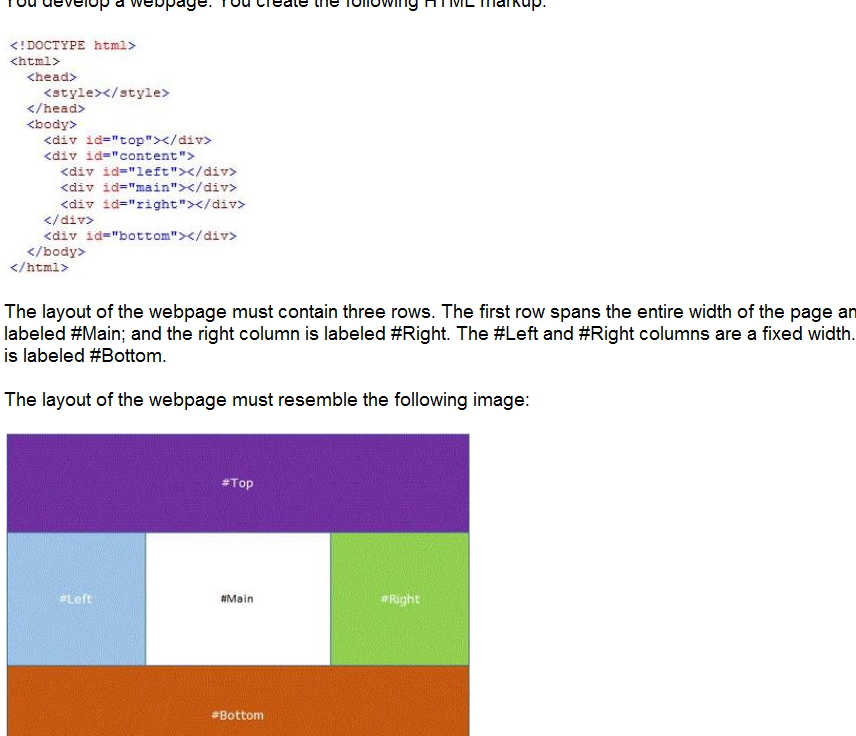 You develop a webpage. You create the following HTML markup.
<!DOCTYPE html>
<html>
<head>
<style></style>
</head>
<body>
<div id="top"></div>
<div id="content">
<div id="left"></div>
<div id="main"></div>
<div id="right"></div>
</div>
<div id="bottom"></div>
</body>
</html>
The layout of the webpage must contain three rows. The first row spans the entire width of the page an
labeled #Main; and the right column is labeled #Right. The #Left and #Right columns are a fixed width.
is labeled #Bottom.
The layout of the webpage must resemble the following image:
#Top
#Left #Main #Right
#Bottom